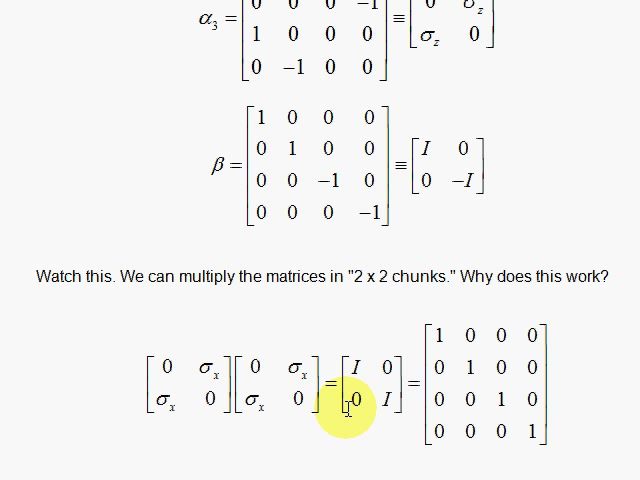 0 0 0 −1 0 σz
α3 = 1 0 0 0 ≡ σz 0
0 −1 0 0
1 0 0 0
0 1 0 0 I 0
β = ≡
0 0 −1 0 0 −I
0 0 0 −1
Watch this. We can multiply the matrices in "2 x 2 chunks." Why does this work?
1 0 0 0
0 σx 0 σx I 0 0 1 0 0
= =
σx 0 σx 0 0 I 0 0 1 0
0 0 0 1